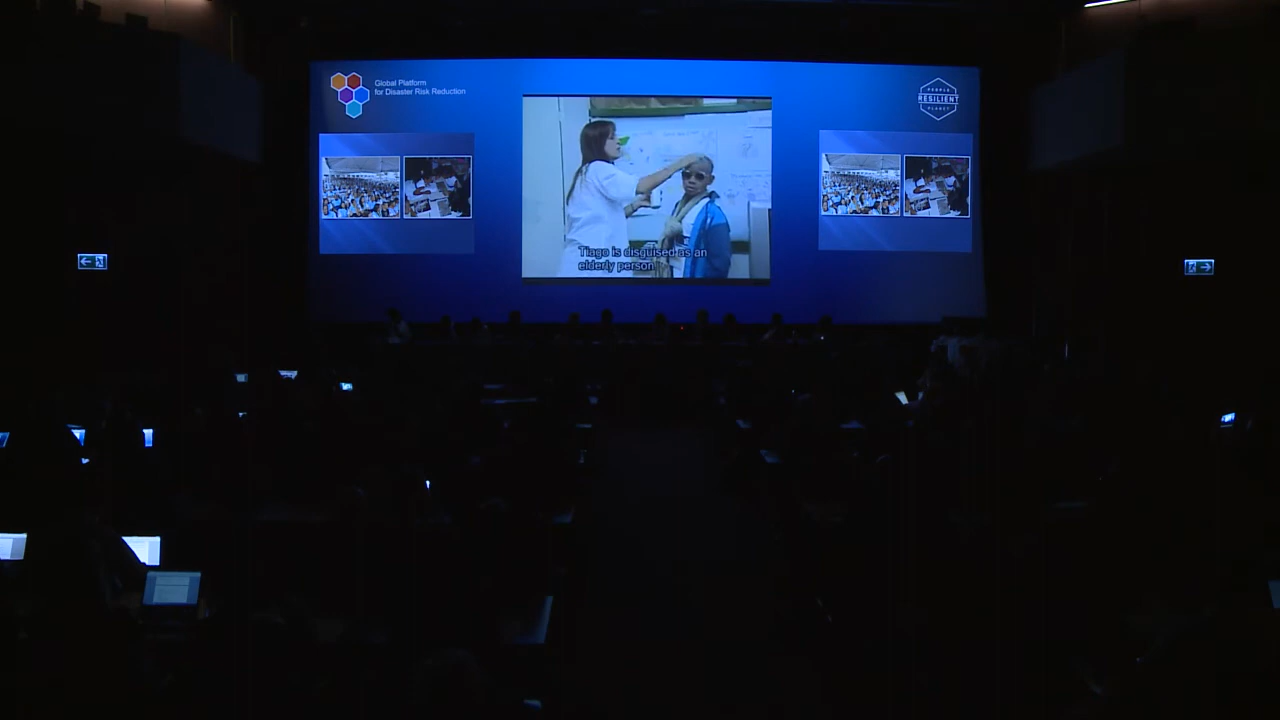 Global Platform
for Disaster Risk Reduction
PEOPLE
RESILIENT
PLANET
Tiago is disguised as an
elderly person